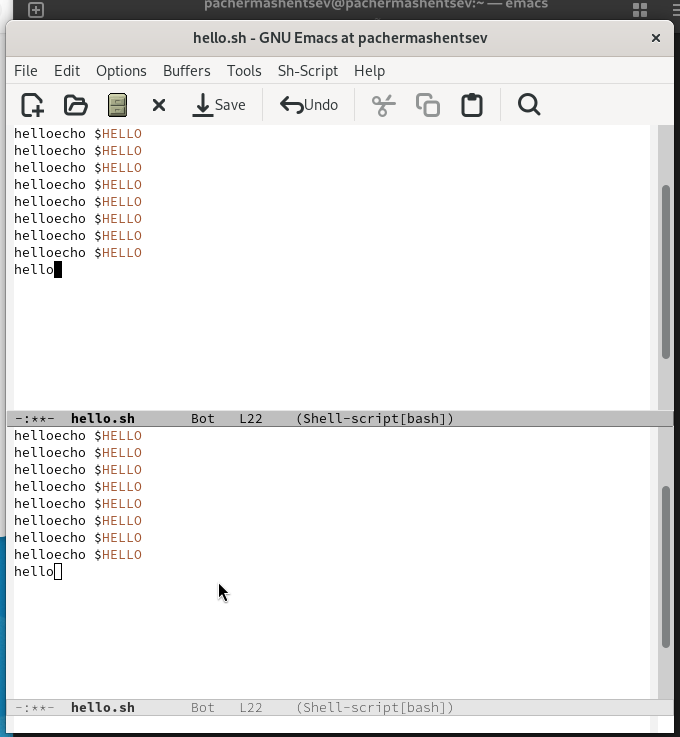 pachermashentsev@pachermashentsev:~ — emacs
hello.sh - GNU Emacs at pachermashentsev
File Edit Options Buffers Tools Sh-Script Help
Save Undo
helloecho $HELLO
helloecho $HELLO
helloecho $HELLO
helloecho $HELLO
helloecho $HELLO
helloecho $HELLO
helloecho $HELLO
helloecho $HELLO
hello
-:**- hello.sh Bot L22 (Shell-script[bash])
helloecho $HELLO
helloecho $HELLO
helloecho $HELLO
helloecho $HELLO
helloecho $HELLO
helloecho $HELLO
helloecho $HELLO
helloecho $HELLO
hello
-:**- hello.sh Bot L22 (Shell-script[bash])